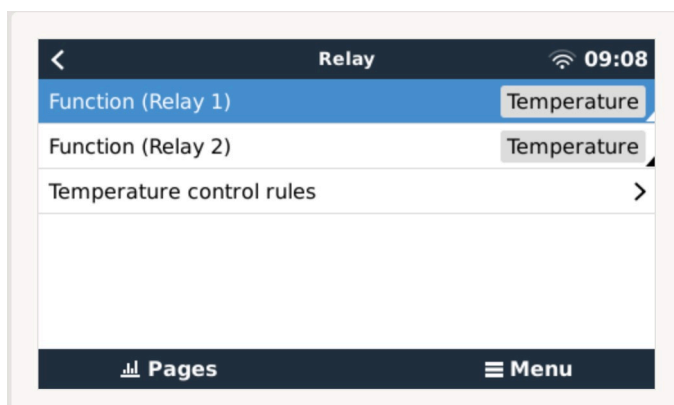 Relay 09:08
Function (Relay 1) Temperature
Function (Relay 2) Temperature
Temperature control rules
Pages Menu